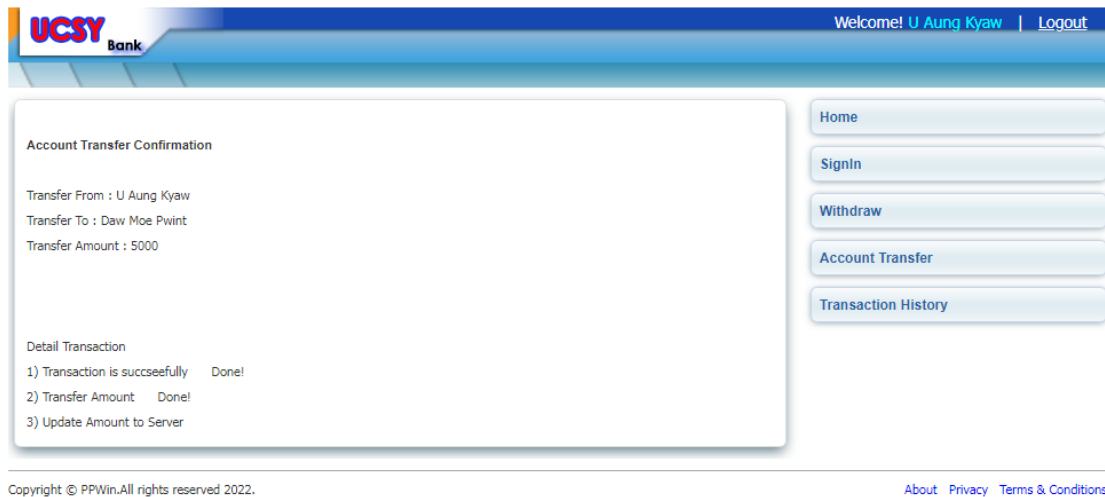 UCSY Bank
Welcome! U Aung Kyaw | Logout
Account Transfer Confirmation
Transfer From : U Aung Kyaw
Transfer To : Daw Moe Pwint
Transfer Amount : 5000
Detail Transaction
1) Transaction is succseefully Done!
2) Transfer Amount Done!
3) Update Amount to Server
Home
SignIn
Withdraw
Account Transfer
Transaction History
Copyright © PPWin.All rights reserved 2022.
About Privacy Terms & Conditions